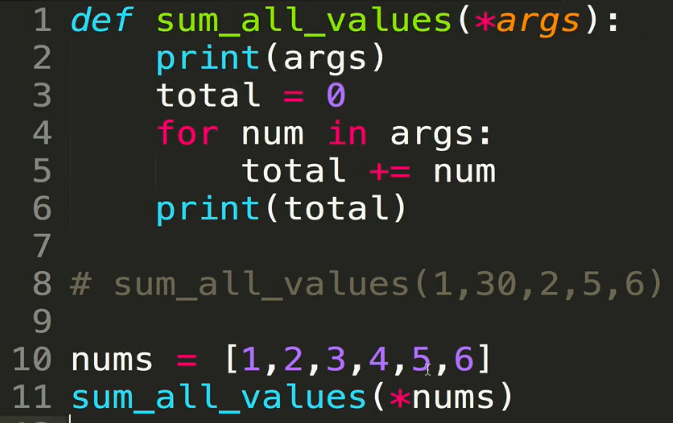 1 def sum_all_values(*args):
2     print(args)
3     total = 0
4     for num in args:
5         total += num
6     print(total)
7
8 # sum_all_values(1,30,2,5,6)
9
10 nums = [1,2,3,4,5,6]
11 sum_all_values(*nums)